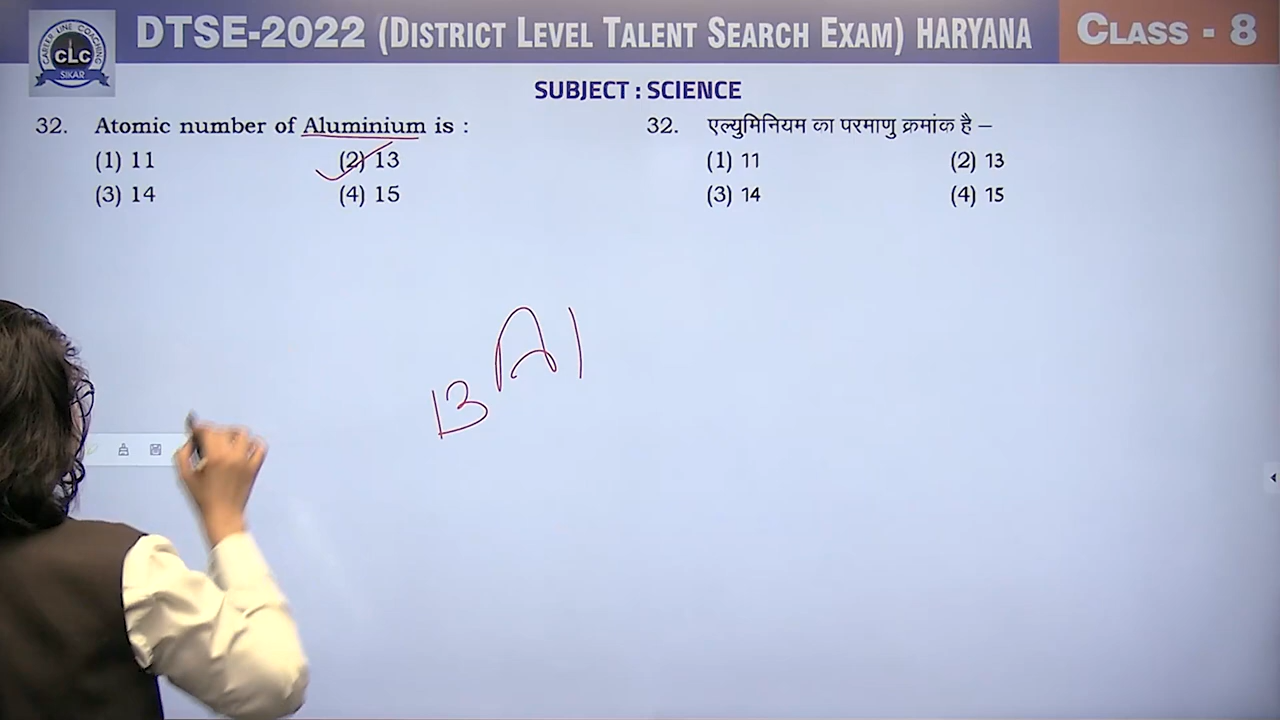 CAREER LINE COACHING
CLC
SIKAR
DTSE-2022 (DISTRICT LEVEL TALENT SEARCH EXAM) HARYANA
CLASS - 8
SUBJECT : SCIENCE
32. Atomic number of Aluminium is :
(1) 11 (2) 13
(3) 14 (4) 15
32. एल्युमिनियम का परमाणु क्रमांक है –
(1) 11 (2) 13
(3) 14 (4) 15
13 Al